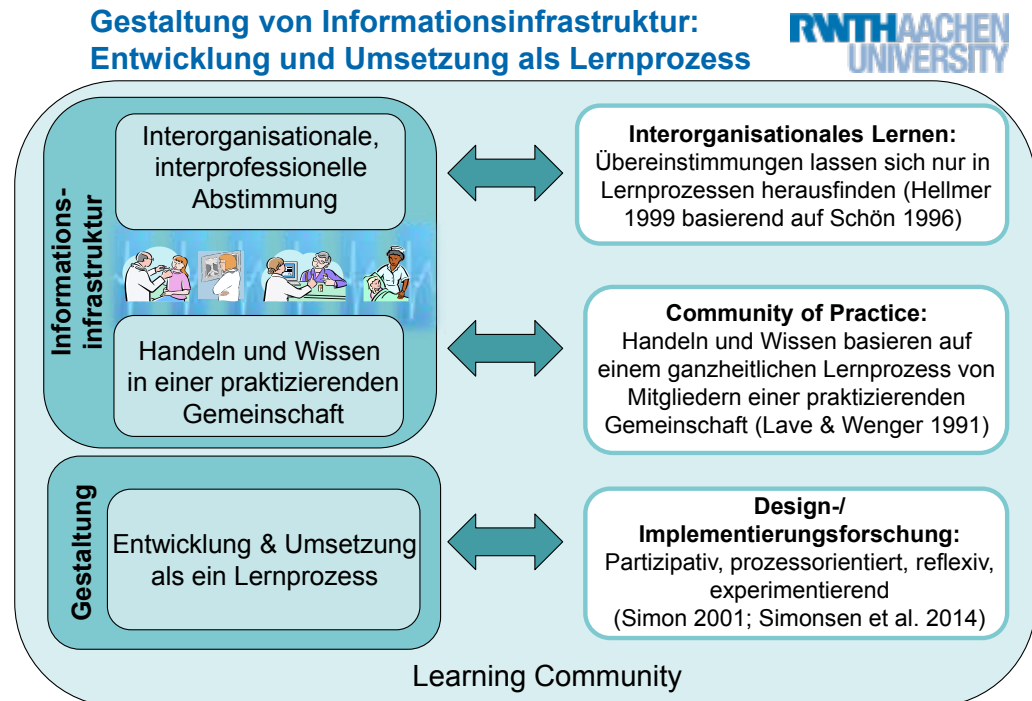 Gestaltung von Informationsinfrastruktur:
Entwicklung und Umsetzung als Lernprozess
RWTHAACHEN
UNIVERSITY
Informations-
infrastruktur
Interorganisationale,
interprofessionelle
Abstimmung
Interorganisationales Lernen:
Übereinstimmungen lassen sich nur in
Lernprozessen herausfinden (Hellmer
1999 basierend auf Schön 1996)
Handeln und Wissen
in einer praktizierenden
Gemeinschaft
Community of Practice:
Handeln und Wissen basieren auf
einem ganzheitlichen Lernprozess von
Mitgliedern einer praktizierenden
Gemeinschaft (Lave & Wenger 1991)
Gestaltung
Entwicklung & Umsetzung
als ein Lernprozess
Design-/
Implementierungsforschung:
Partizipativ, prozessorientiert, reflexiv,
experimentierend
(Simon 2001; Simonsen et al. 2014)
Learning Community